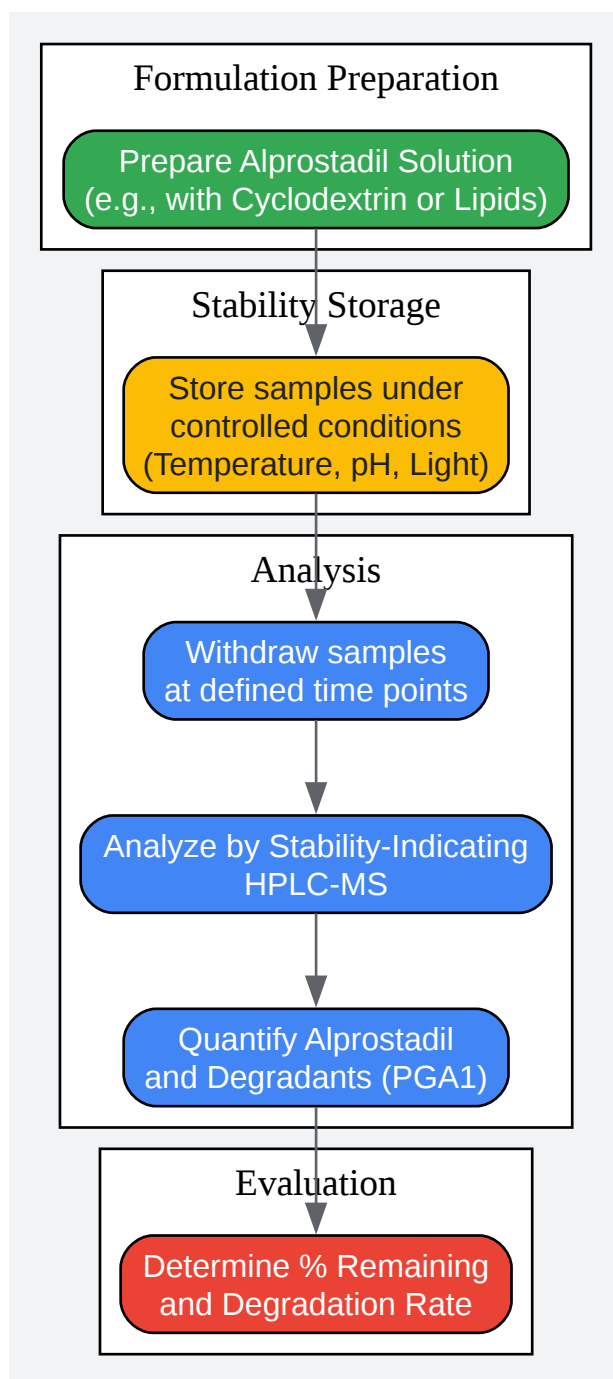 Formulation Preparation
Prepare Alprostadil Solution
(e.g., with Cyclodextrin or Lipids)
Stability Storage
Store samples under
controlled conditions
(Temperature, pH, Light)
Analysis
Withdraw samples
at defined time points
Analyze by Stability-Indicating
HPLC-MS
Quantify Alprostadil
and Degradants (PGA1)
Evaluation
Determine % Remaining
and Degradation Rate